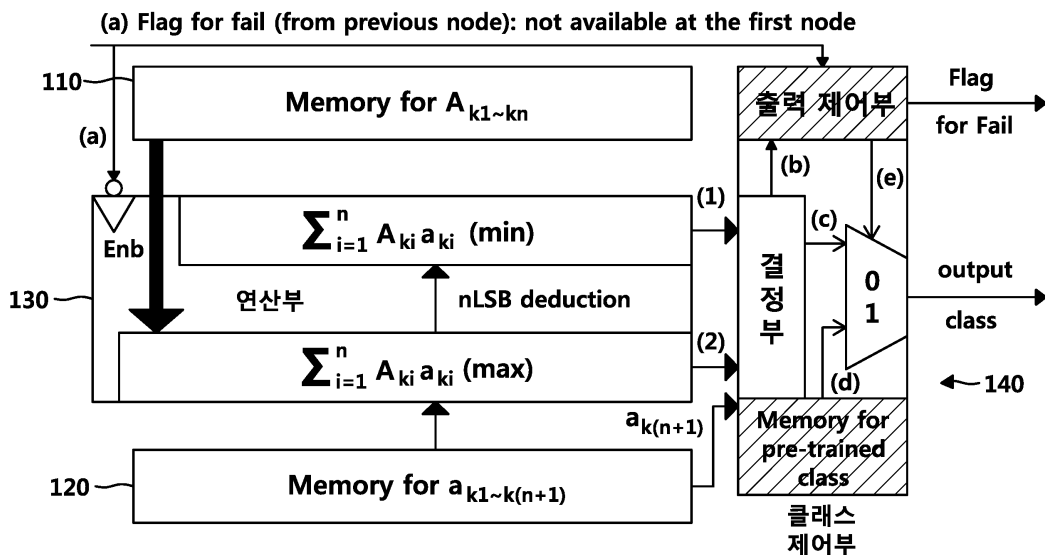 (a) Flag for fail (from previous node): not available at the first node
110
Memory for A k1~kn
출력 제어부
Flag
for Fail
(a)
(b)
(e)
Enb
∑ n i=1 A ki a ki (min)
(1)
(c)
결정부
0
1
output
class
130
연산부
nLSB deduction
∑ n i=1 A ki a ki (max)
(2)
(d)
140
a k(n+1)
Memory for
pre-trained
class
120
Memory for a k1~k(n+1)
클래스
제어부